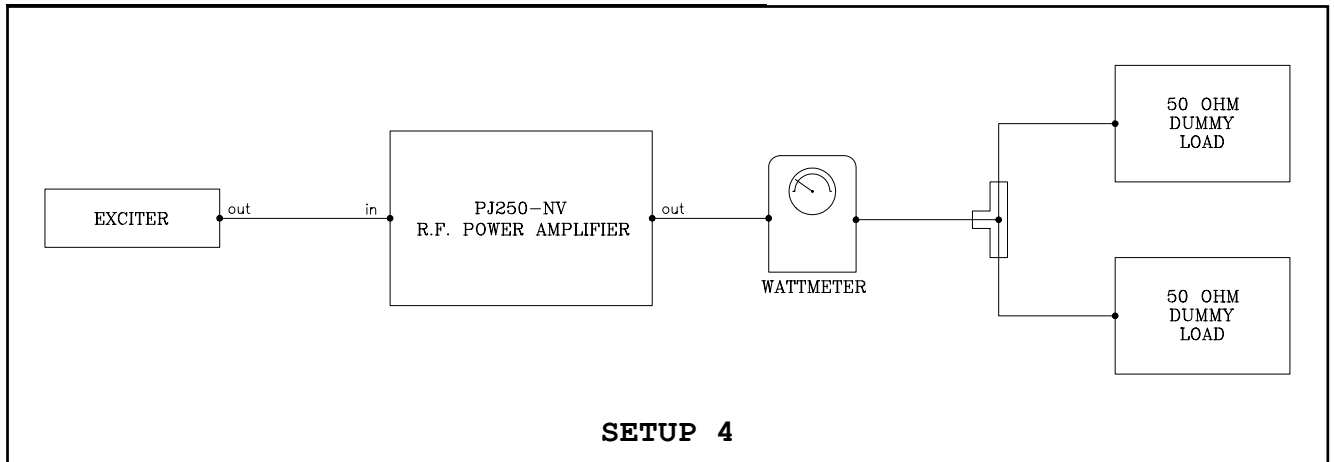 EXCITER
out
in
PJ250-NV
R.F. POWER AMPLIFIER
out
WATTMETER
50 OHM
DUMMY
LOAD
50 OHM
DUMMY
LOAD
SETUP 4